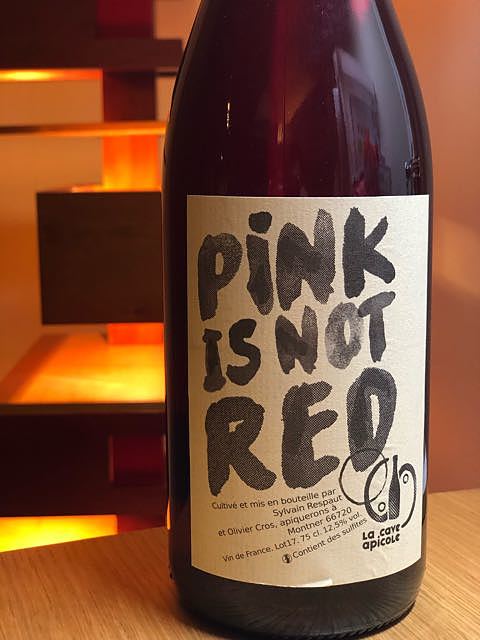 PINK
IS NOT
RED
Cultivé et mis en bouteille par
Sylvain Respaut
et Olivier Cros, apiquerons à
Montner 66720
Vin de France. Lot17. 75 cl. 12.5% vol.
Contient des sulfites
La cave
apicole